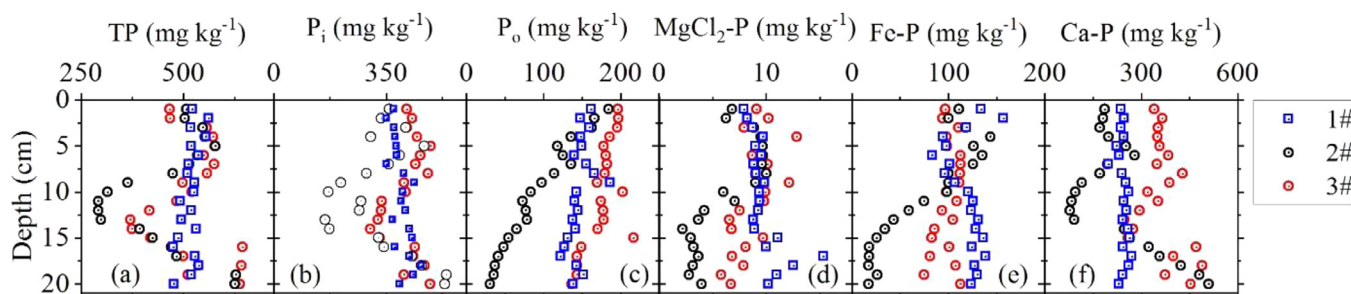 TP (mg kg⁻¹) Pᵢ (mg kg⁻¹) Pₒ (mg kg⁻¹) MgCl₂-P (mg kg⁻¹) Fe-P (mg kg⁻¹) Ca-P (mg kg⁻¹)
250 500 0 350 0 100 200 0 10 0 100 0 300 600
0
5
10
15
20
Depth (cm)
(a) (b) (c) (d) (e) (f)
1#
2#
3#